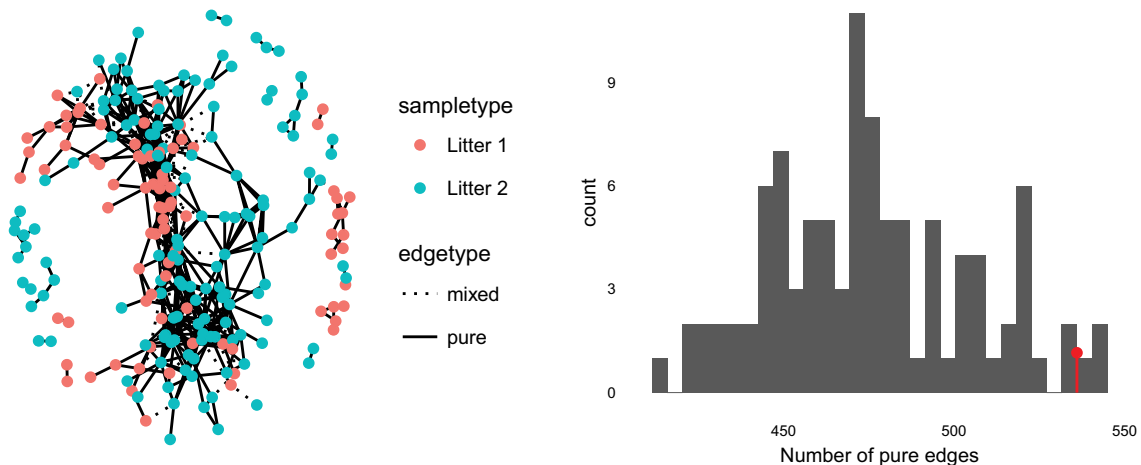 sampletype
Litter 1
Litter 2
edgetype
mixed
pure
count
9
6
3
0
450
500
550
Number of pure edges